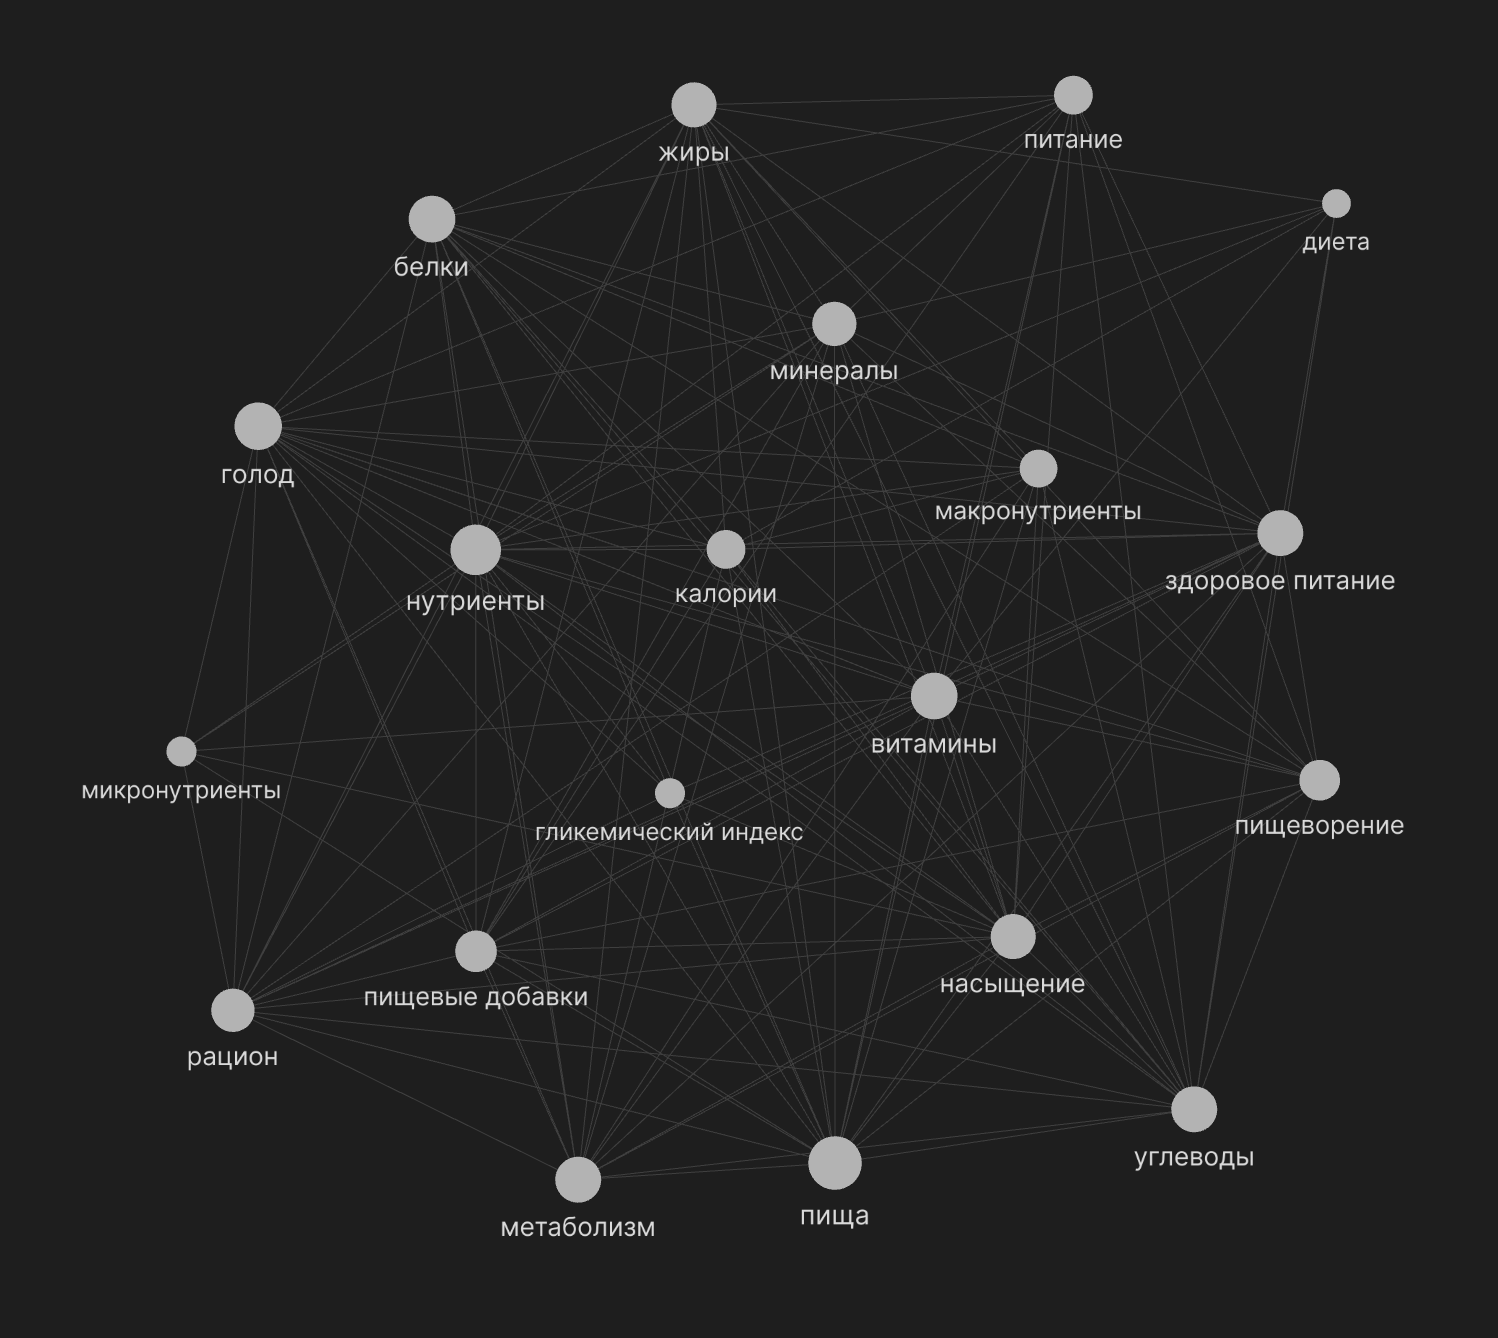 питание
жиры
диета
белки
минералы
голод
макронутриенты
здоровое питание
калории
нутриенты
витамины
микронутриенты
пищеворение
гликемический индекс
насыщение
пищевые добавки
рацион
углеводы
пища
метаболизм